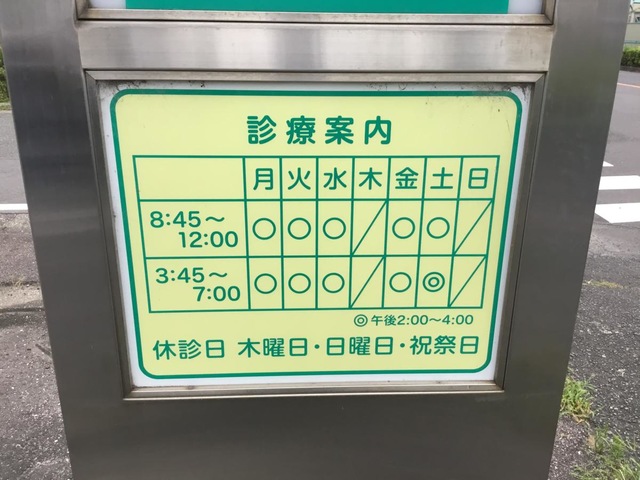 診療案内
月 火 水 木 金 土 日
8:45～12:00 ○ ○ ○ ／ ○ ○ ／
3:45～7:00 ○ ○ ○ ／ ○ ◎ ／
◎午後2:00～4:00
休診日 木曜日・日曜日・祝祭日